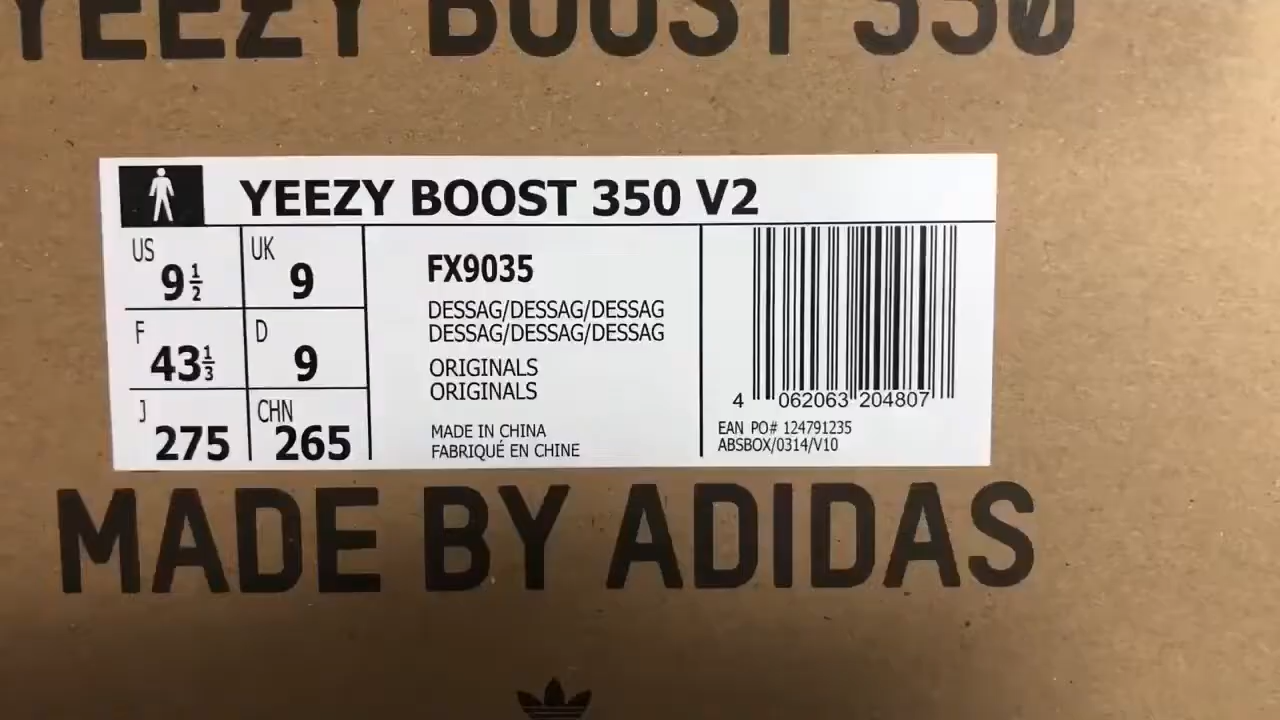 YEEZY BOOST 350
YEEZY BOOST 350 V2
US 9 1/2
UK 9
F 43 1/3
D 9
J 275
CHN 265
FX9035
DESSAG/DESSAG/DESSAG
DESSAG/DESSAG/DESSAG
ORIGINALS
ORIGINALS
MADE IN CHINA
FABRIQUÉ EN CHINE
4 062063 204807
EAN PO# 124791235
ABSBOX/0314/V10
MADE BY ADIDAS